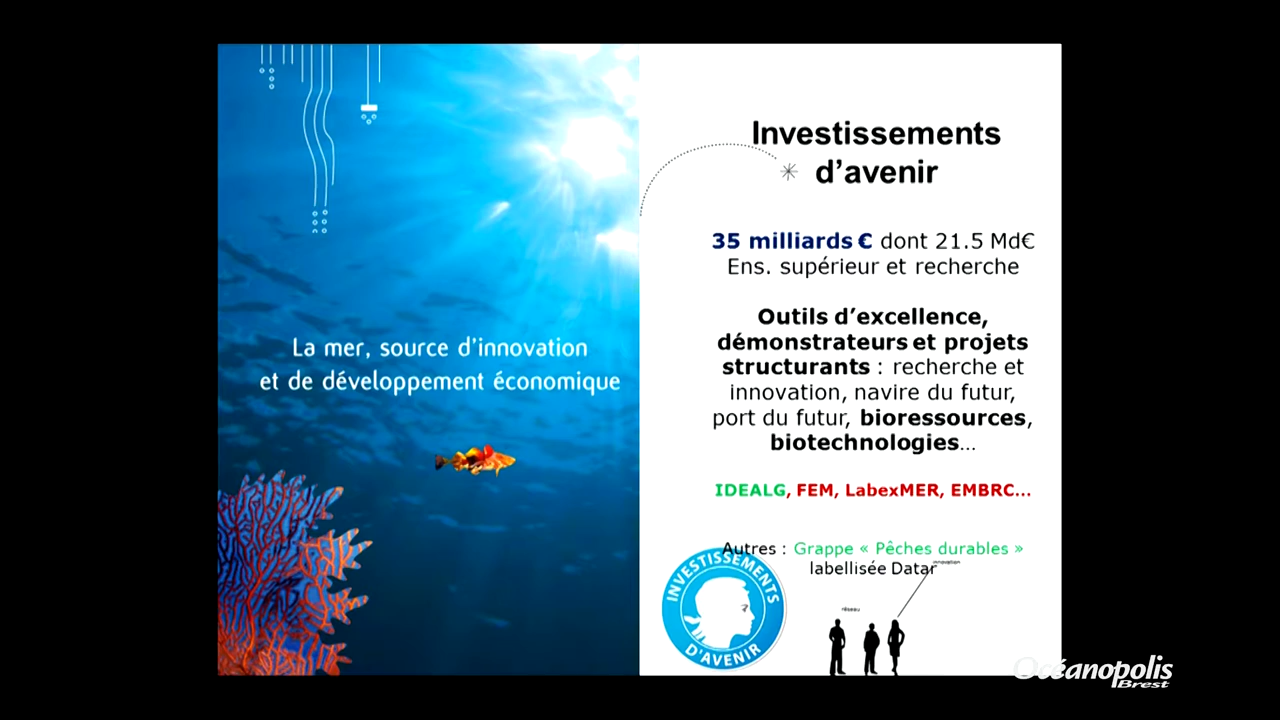 La mer, source d'innovation
et de développement économique
Investissements
d'avenir
35 milliards € dont 21.5 Md€
Ens. supérieur et recherche
Outils d'excellence,
démonstrateurs et projets
structurants : recherche et
innovation, navire du futur,
port du futur, bioressources,
biotechnologies...
IDEALG, FEM, LabexMER, EMBRC...
Autres : Grappe « Pêches durables »
labellisée Datar
innovation
réseau
INVESTISSEMENTS
D'AVENIR
Océanopolis
Brest